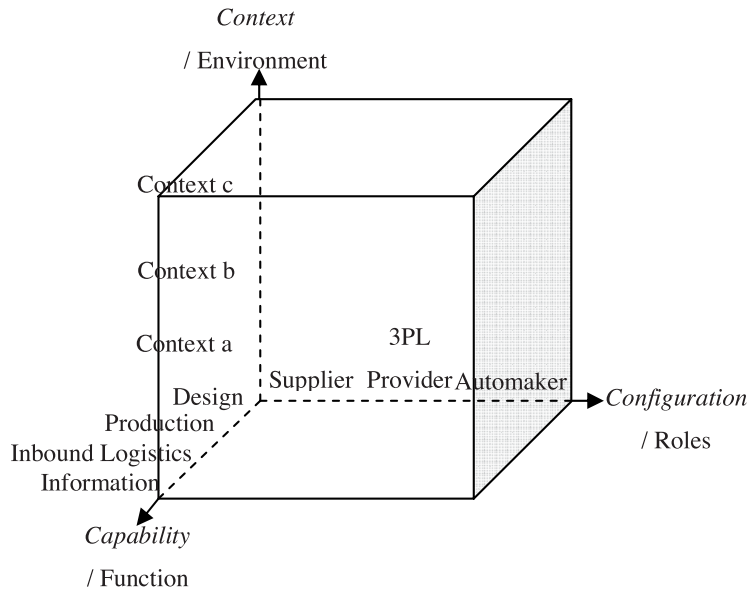 Context
/ Environment
Context c
Context b
Context a
3PL
Supplier Provider Automaker
Design
Production
Inbound Logistics
Information
Configuration
/ Roles
Capability
/ Function